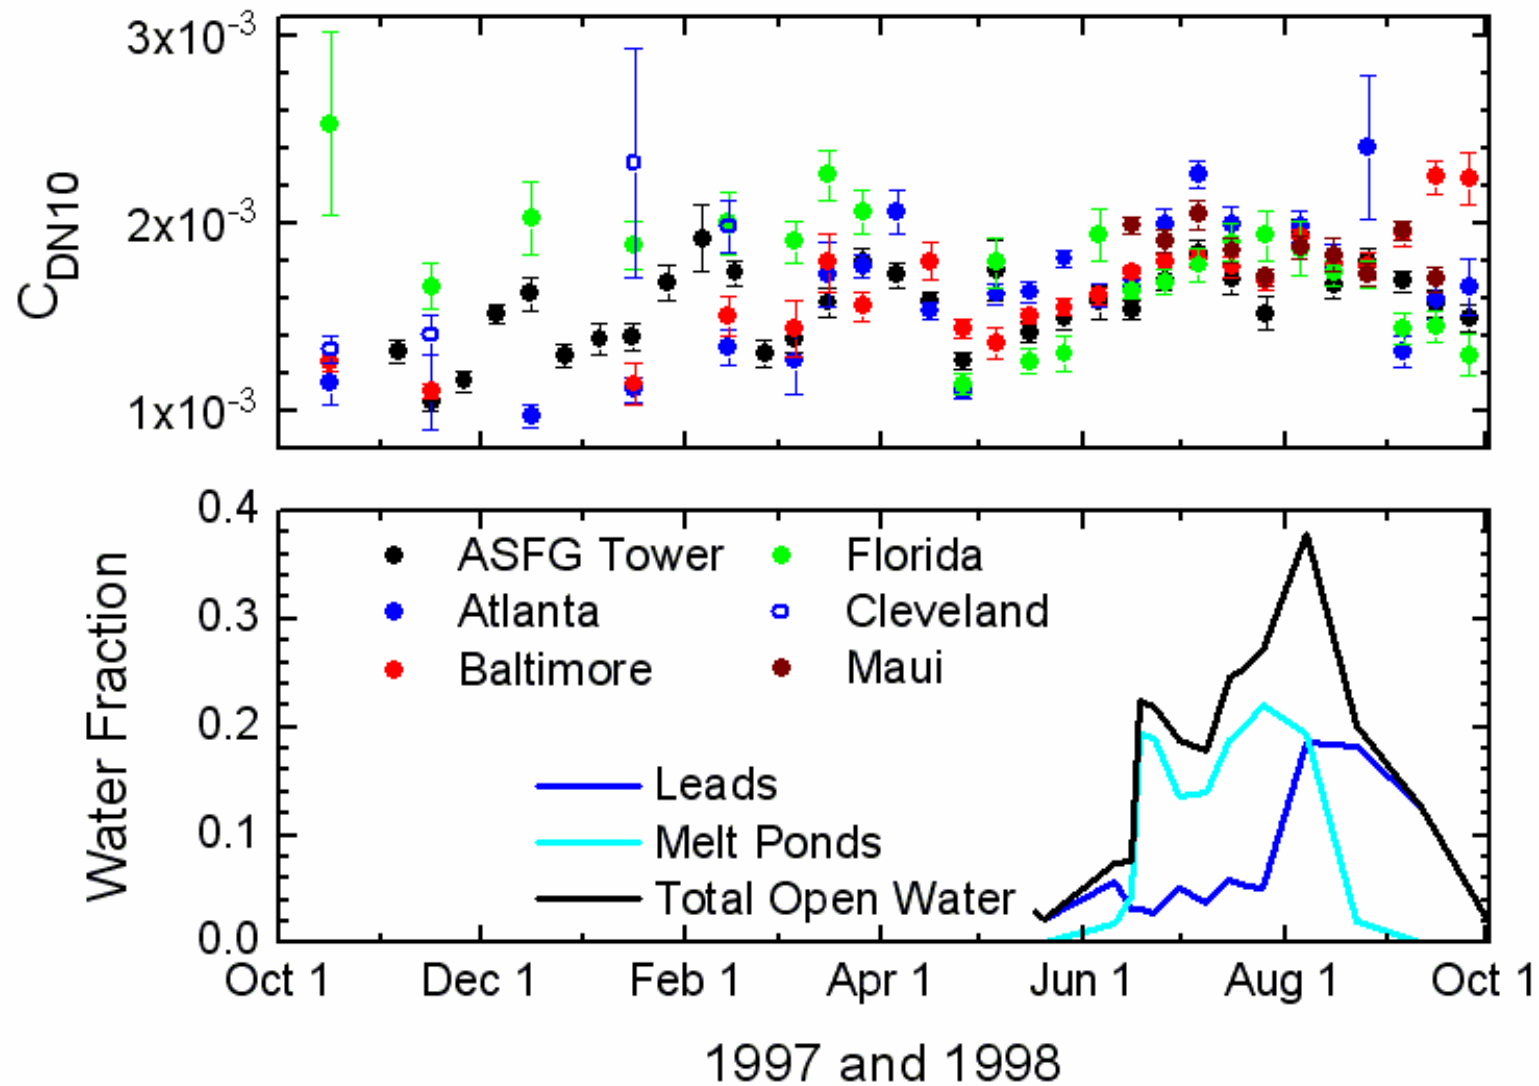 3x10⁻³
2x10⁻³
1x10⁻³
C_DN10
0.4
0.3
0.2
0.1
0.0
Water Fraction
ASFG Tower
Florida
Atlanta
Cleveland
Baltimore
Maui
Leads
Melt Ponds
Total Open Water
Oct 1 Dec 1 Feb 1 Apr 1 Jun 1 Aug 1 Oct 1
1997 and 1998